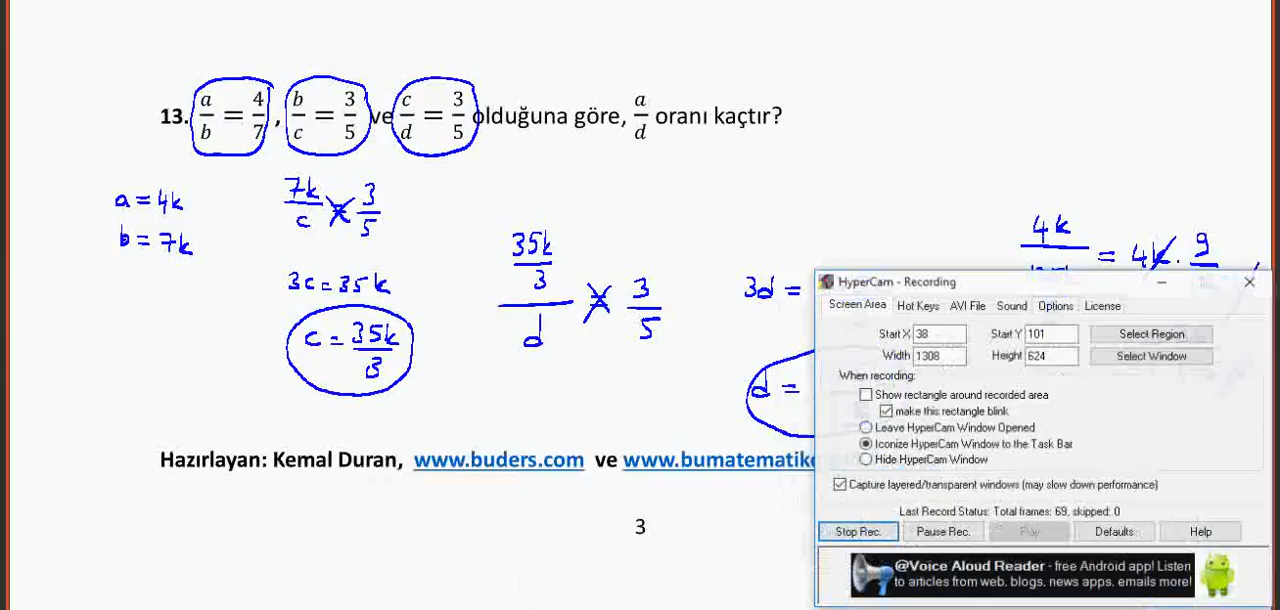 13. a/b = 4/7 , b/c = 3/5 ve c/d = 3/5 olduğuna göre, a/d oranı kaçtır?
a = 4k
b = 7k
7k/c = 3/5
3c = 35k
c = 35k/3
35k/3 / d = 3/5
3d =
d =
4k = 4k . 9
Hazırlayan: Kemal Duran, www.buders.com ve www.bumatematik
3
HyperCam - Recording
Screen Area Hot Keys AVI File Sound Options License
Start X 38 Start Y 101 Select Region
Width 1308 Height 624 Select Window
When recording:
Show rectangle around recorded area
make this rectangle blink
Leave HyperCam Window Opened
Iconize HyperCam Window to the Task Bar
Hide HyperCam Window
Capture layered/transparent windows (may slow down performance)
Last Record Status: Total frames: 69, skipped: 0
Stop Rec. Pause Rec. Play Defaults Help
@Voice Aloud Reader - free Android app! Listen
to articles from web, blogs, news apps, emails more!